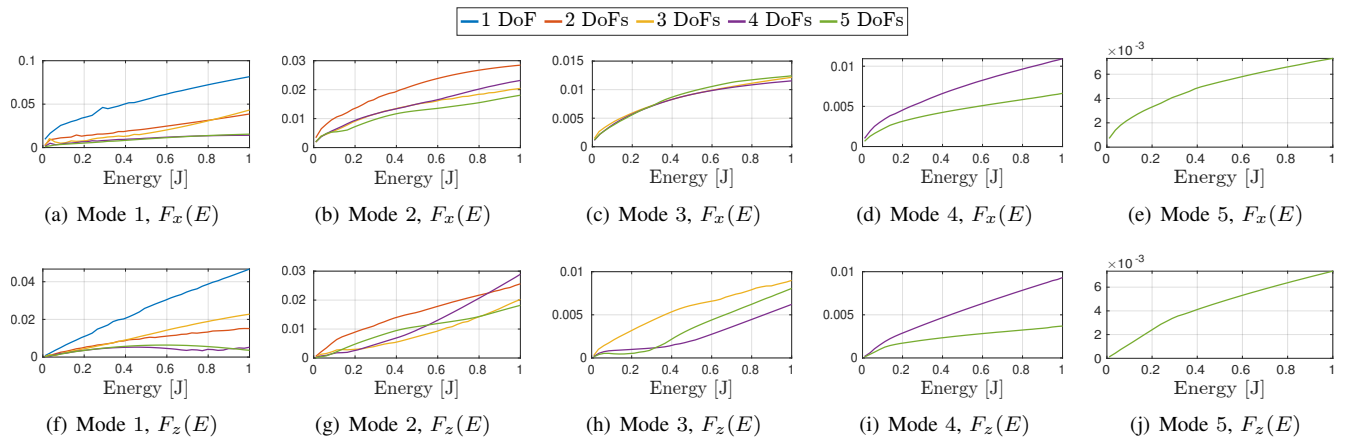 1 DoF 2 DoFs 3 DoFs 4 DoFs 5 DoFs
0.1
0.05
0
0 0.2 0.4 0.6 0.8 1
Energy [J]
(a) Mode 1, F_x(E)
0.03
0.02
0.01
0
0 0.2 0.4 0.6 0.8 1
Energy [J]
(b) Mode 2, F_x(E)
0.015
0.01
0.005
0
0 0.2 0.4 0.6 0.8 1
Energy [J]
(c) Mode 3, F_x(E)
0.01
0.005
0
0 0.2 0.4 0.6 0.8 1
Energy [J]
(d) Mode 4, F_x(E)
× 10⁻³
6
4
2
0
0 0.2 0.4 0.6 0.8 1
Energy [J]
(e) Mode 5, F_x(E)
0.04
0.02
0
0 0.2 0.4 0.6 0.8 1
Energy [J]
(f) Mode 1, F_z(E)
0.03
0.02
0.01
0
0 0.2 0.4 0.6 0.8 1
Energy [J]
(g) Mode 2, F_z(E)
0.01
0.005
0
0 0.2 0.4 0.6 0.8 1
Energy [J]
(h) Mode 3, F_z(E)
0.01
0.005
0
0 0.2 0.4 0.6 0.8 1
Energy [J]
(i) Mode 4, F_z(E)
× 10⁻³
6
4
2
0
0 0.2 0.4 0.6 0.8 1
Energy [J]
(j) Mode 5, F_z(E)